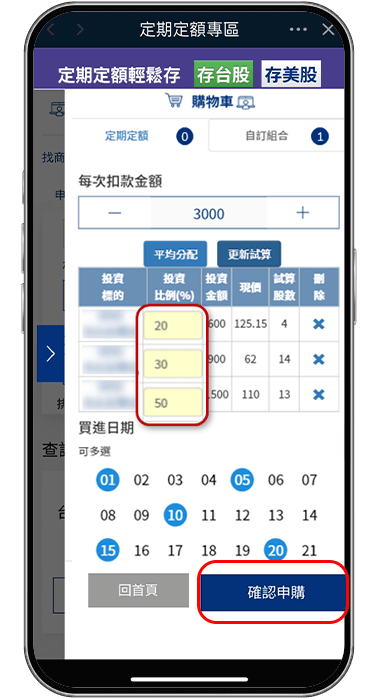 定期定額專區
定期定額輕鬆存 存台股 存美股
購物車
定期定額 0 自訂組合 1
找商
申
每次扣款金額
— 3000 +
平均分配 更新試算
投資標的 投資比例(%) 投資金額 現價 試算股數 刪除
20 600 125.15 4
30 900 62 14
50 1500 110 13
買進日期
可多選
查
01 02 03 04 05 06 07
08 09 10 11 12 13 14
15 16 17 18 19 20 21
回首頁 確認申購